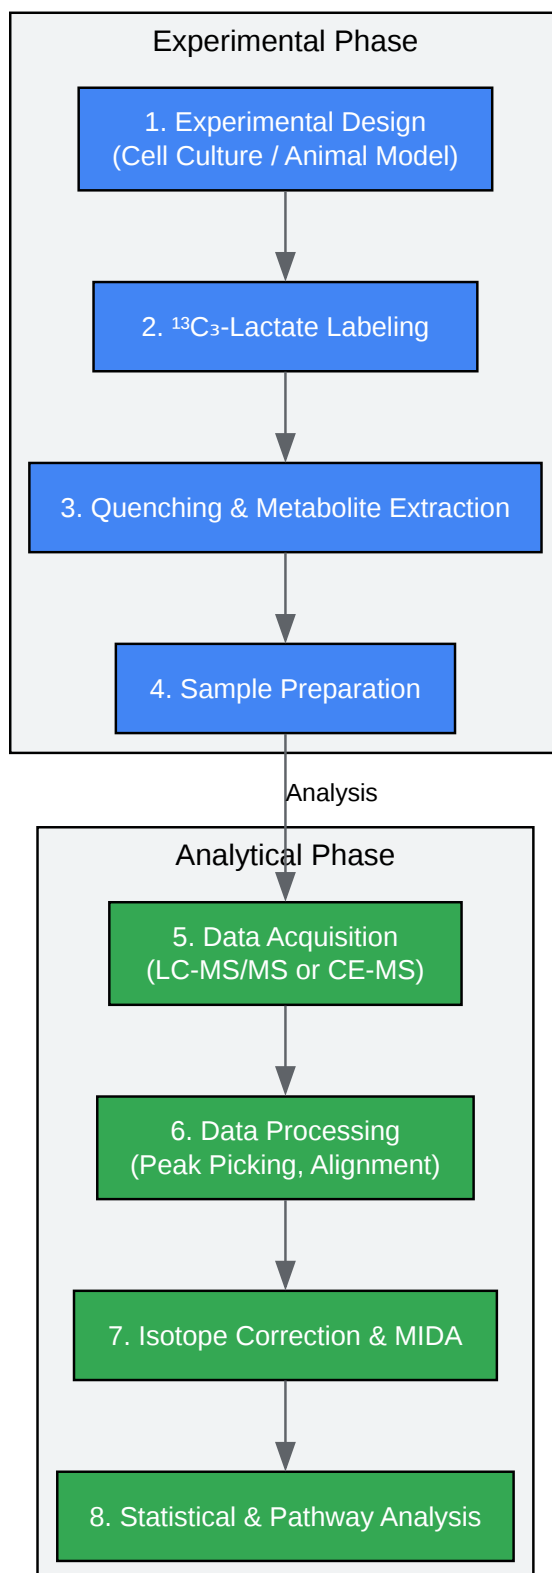 Experimental Phase
1. Experimental Design
(Cell Culture / Animal Model)
2. ¹³C₃-Lactate Labeling
3. Quenching & Metabolite Extraction
4. Sample Preparation
Analysis
Analytical Phase
5. Data Acquisition
(LC-MS/MS or CE-MS)
6. Data Processing
(Peak Picking, Alignment)
7. Isotope Correction & MIDA
8. Statistical & Pathway Analysis